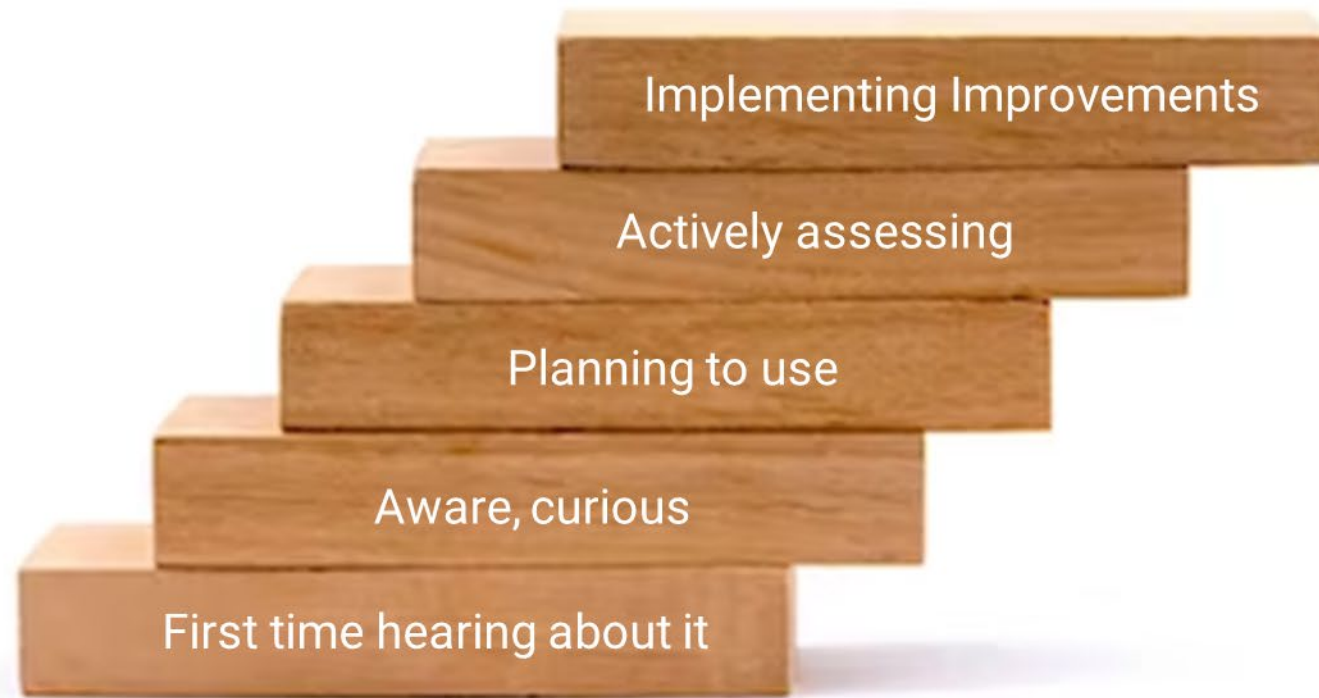 Implementing Improvements
Actively assessing
Planning to use
Aware, curious
First time hearing about it